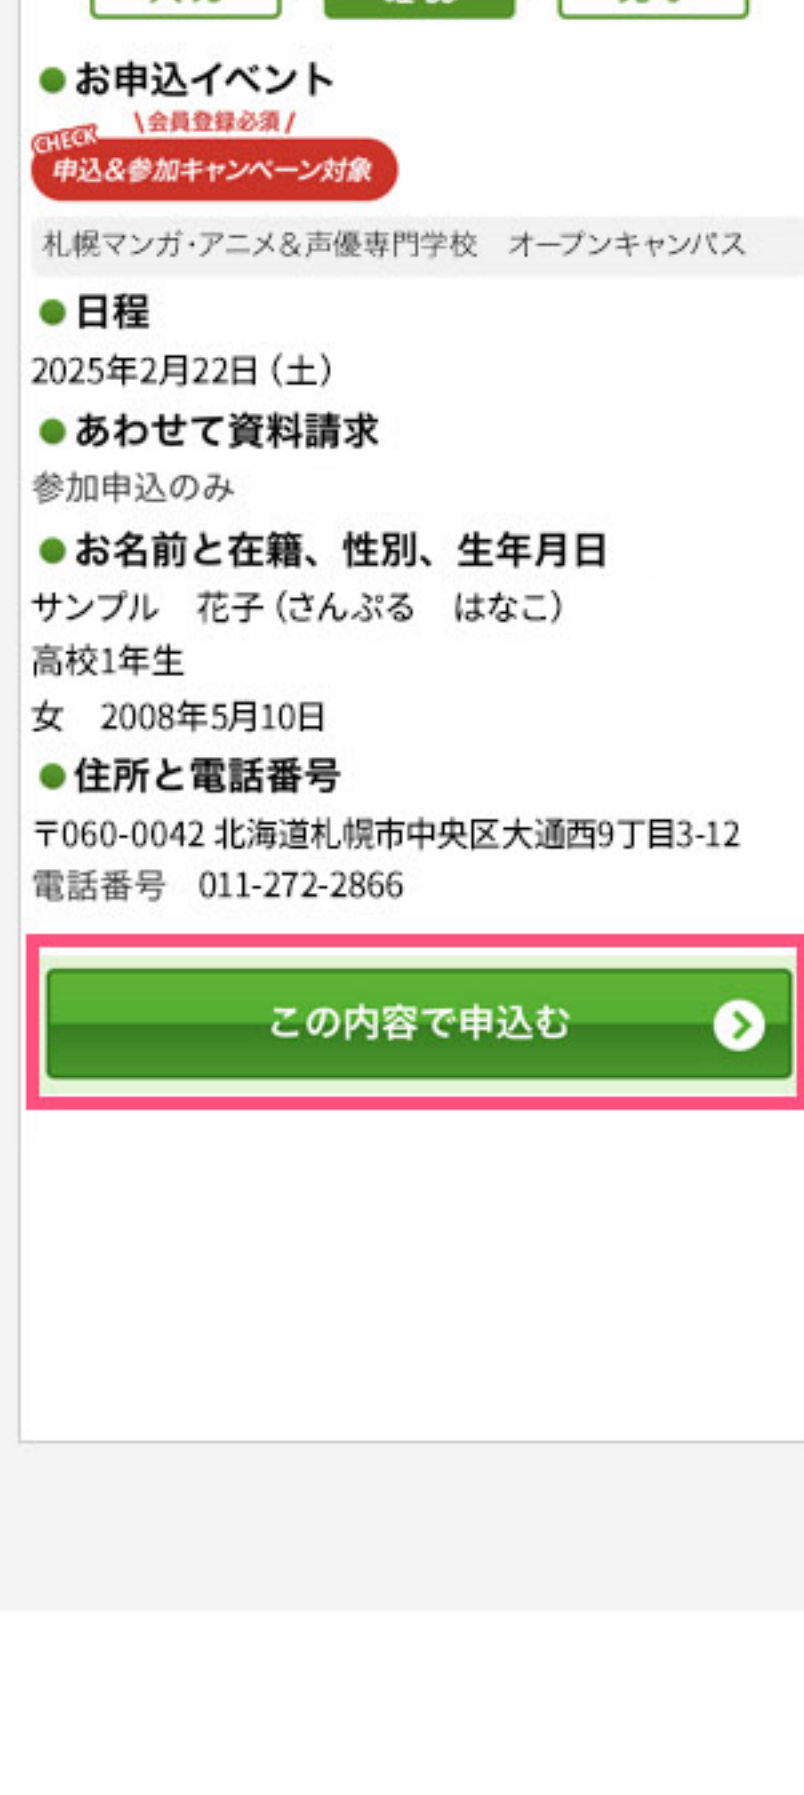 お申込イベント
\会員登録必須/
CHECK
申込&参加キャンペーン対象
札幌マンガ・アニメ&声優専門学校　オープンキャンパス
日程
2025年2月22日（土）
あわせて資料請求
参加申込のみ
お名前と在籍、性別、生年月日
サンプル　花子（さんぷる　はなこ）
高校1年生
女　2008年5月10日
住所と電話番号
〒060-0042 北海道札幌市中央区大通西9丁目3-12
電話番号　011-272-2866
この内容で申込む